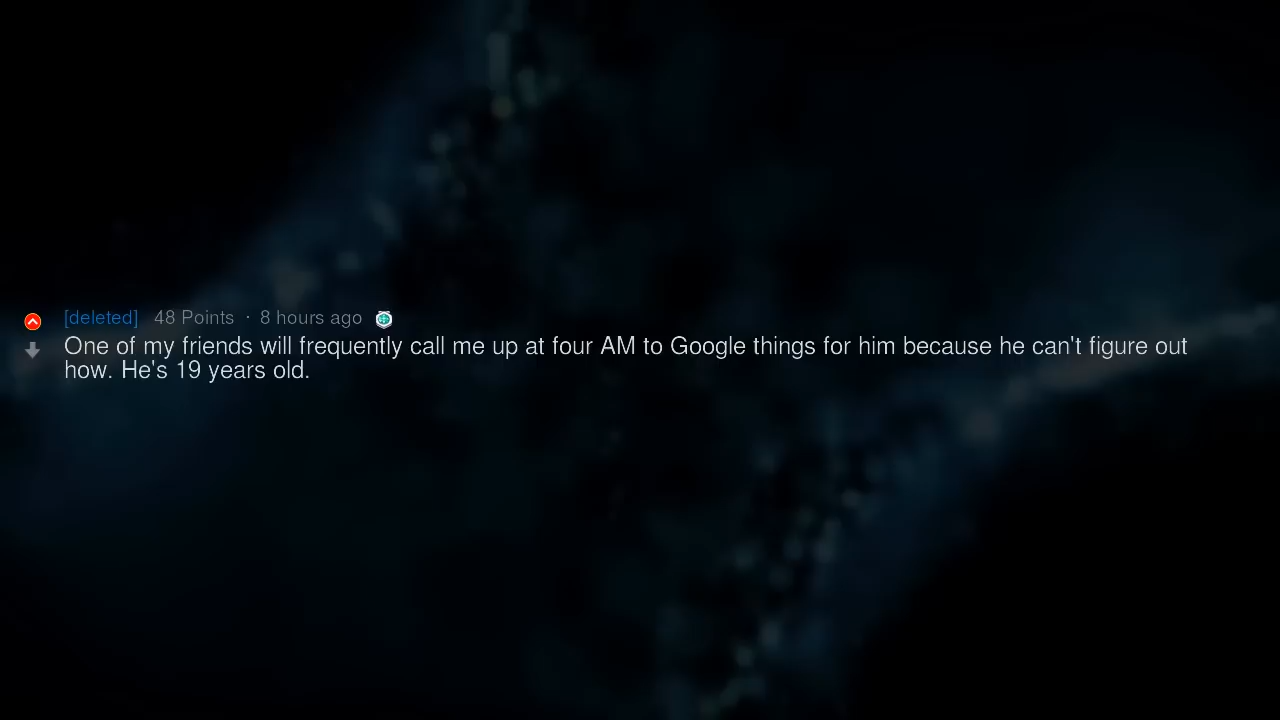 [deleted] 48 Points · 8 hours ago
One of my friends will frequently call me up at four AM to Google things for him because he can't figure out
how. He's 19 years old.